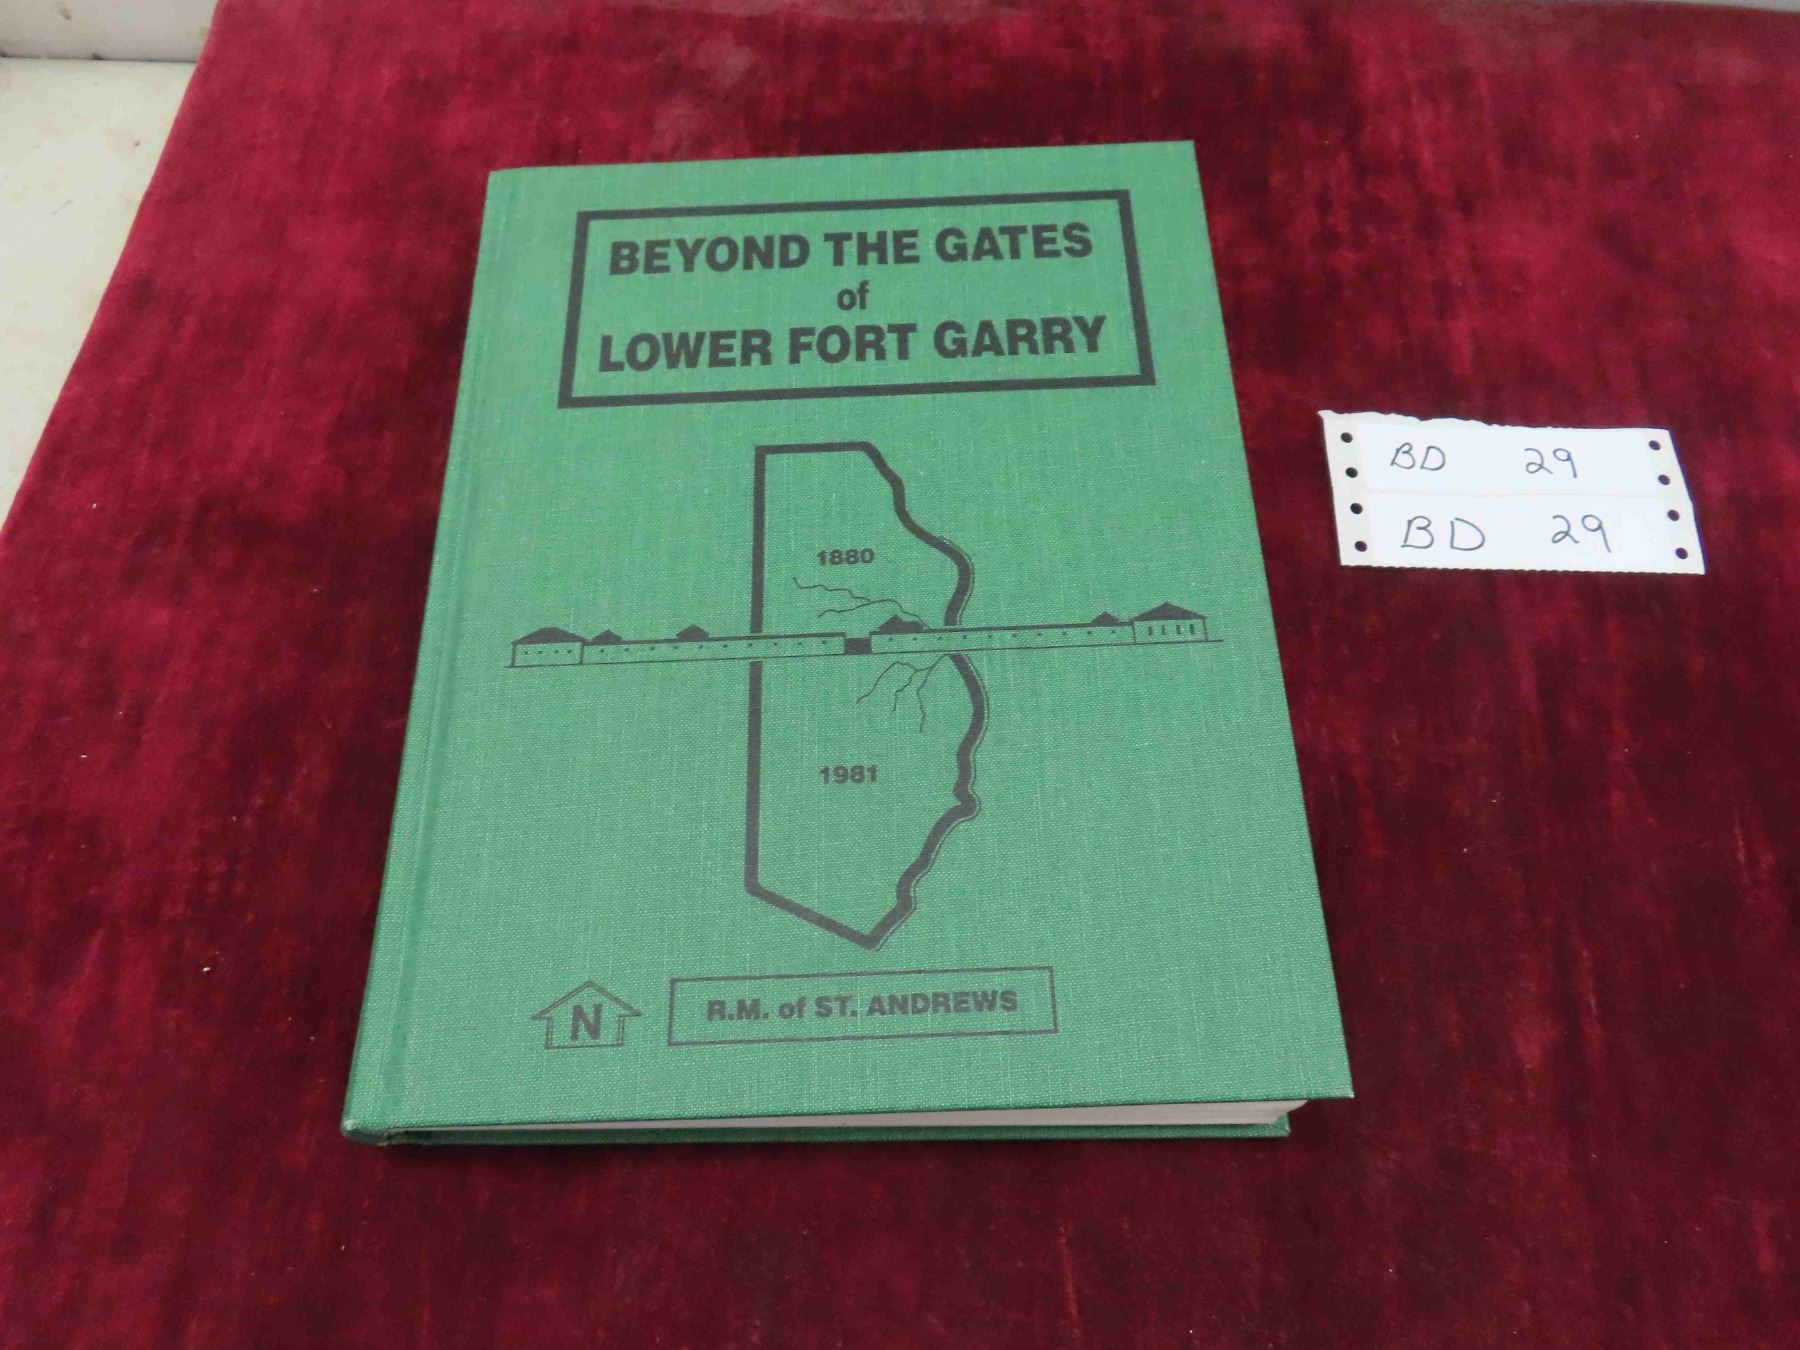 BEYOND THE GATES
of
LOWER FORT GARRY
1880
1981
N
R.M. of ST. ANDREWS
BD 29
BD 29